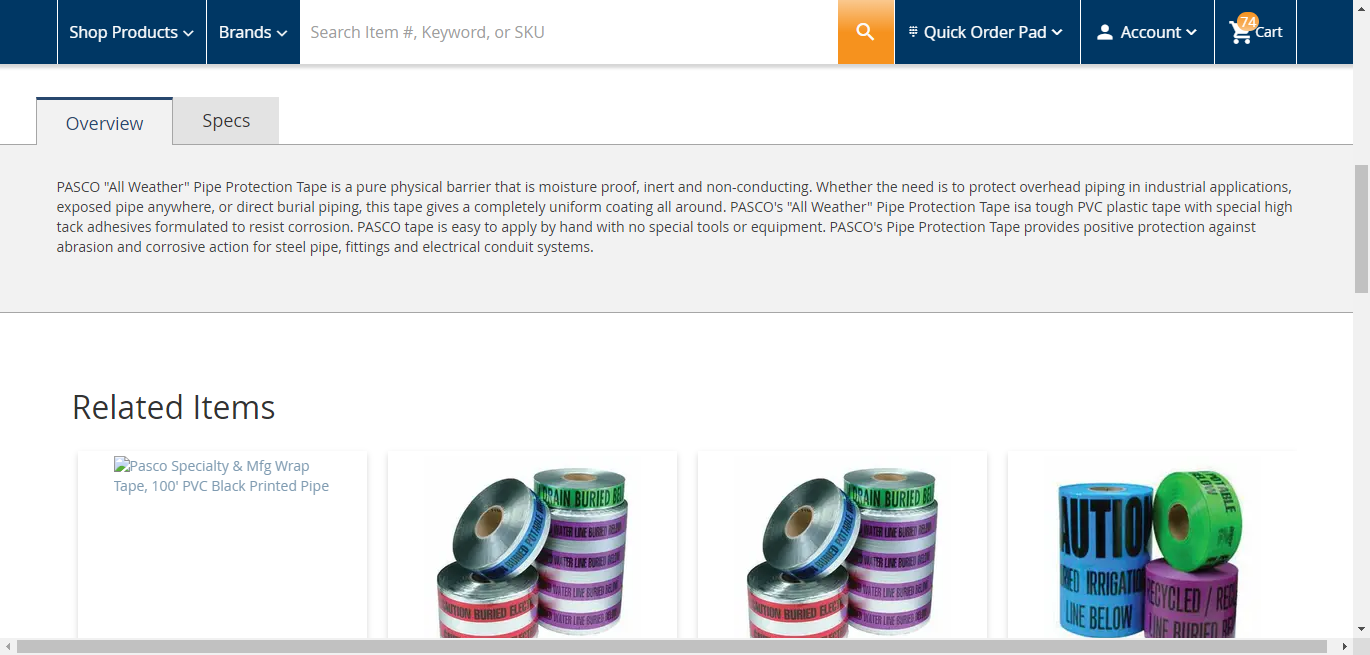 Shop Products
Brands
Search Item #, Keyword, or SKU
Quick Order Pad
Account
74
Cart
Overview
Specs
PASCO "All Weather" Pipe Protection Tape is a pure physical barrier that is moisture proof, inert and non-conducting. Whether the need is to protect overhead piping in industrial applications,
exposed pipe anywhere, or direct burial piping, this tape gives a completely uniform coating all around. PASCO's "All Weather" Pipe Protection Tape isa tough PVC plastic tape with special high
tack adhesives formulated to resist corrosion. PASCO tape is easy to apply by hand with no special tools or equipment. PASCO's Pipe Protection Tape provides positive protection against
abrasion and corrosive action for steel pipe, fittings and electrical conduit systems.
Related Items
Pasco Specialty & Mfg Wrap
Tape, 100' PVC Black Printed Pipe
DRAIN BURIED BEL
WATER LINE BURIED BELOW
BURIED POTABLE
CAUTION BURIED ELECT
DRAIN BURIED BEL
WATER LINE BURIED BELOW
BURIED POTABLE
CAUTION BURIED ELECT
CAUTION
BURIED IRRIGATIO
LINE BELOW
POTABLE
BELOW
RECYCLED / RE
LINE BURIED